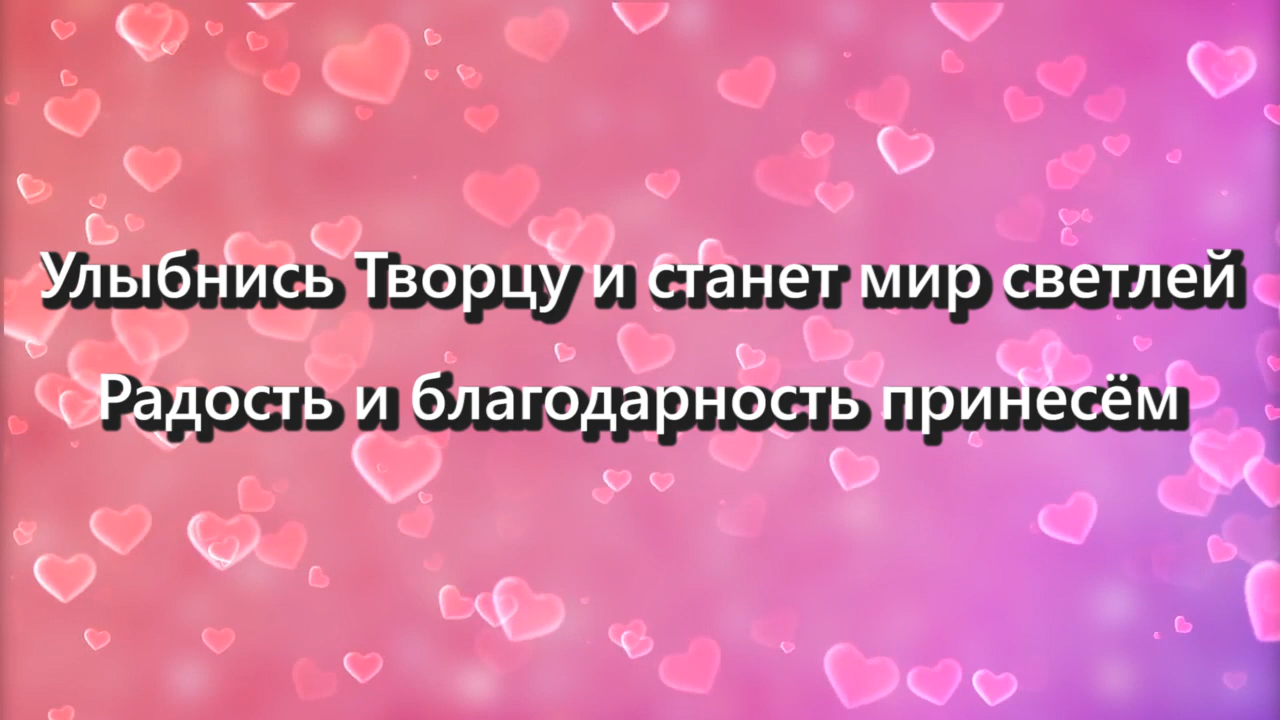 Улыбнись Творцу и станет мир светлей
Радость и благодарность принесём